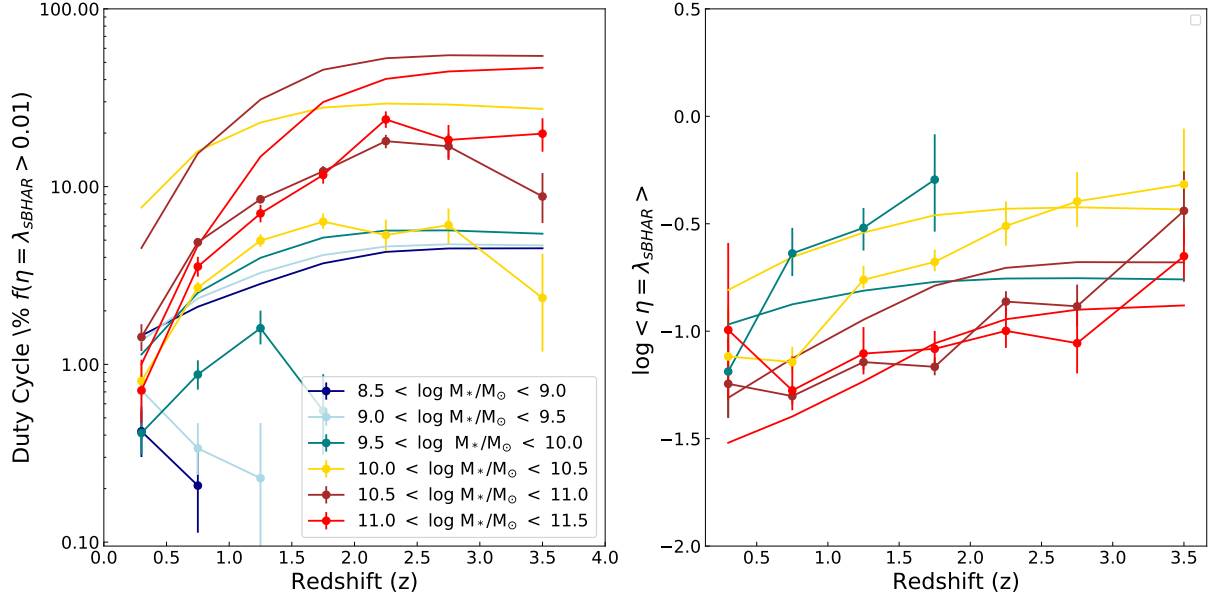 100.00
10.00
1.00
0.10
Duty Cycle \% f(η = λsBHAR > 0.01)
0.0 0.5 1.0 1.5 2.0 2.5 3.0 3.5 4.0
Redshift (z)
8.5 < log M*/M⊙ < 9.0
9.0 < log M*/M⊙ < 9.5
9.5 < log M*/M⊙ < 10.0
10.0 < log M*/M⊙ < 10.5
10.5 < log M*/M⊙ < 11.0
11.0 < log M*/M⊙ < 11.5
0.5
0.0
−0.5
−1.0
−1.5
−2.0
log < η = λsBHAR >
0.5 1.0 1.5 2.0 2.5 3.0 3.5
Redshift (z)